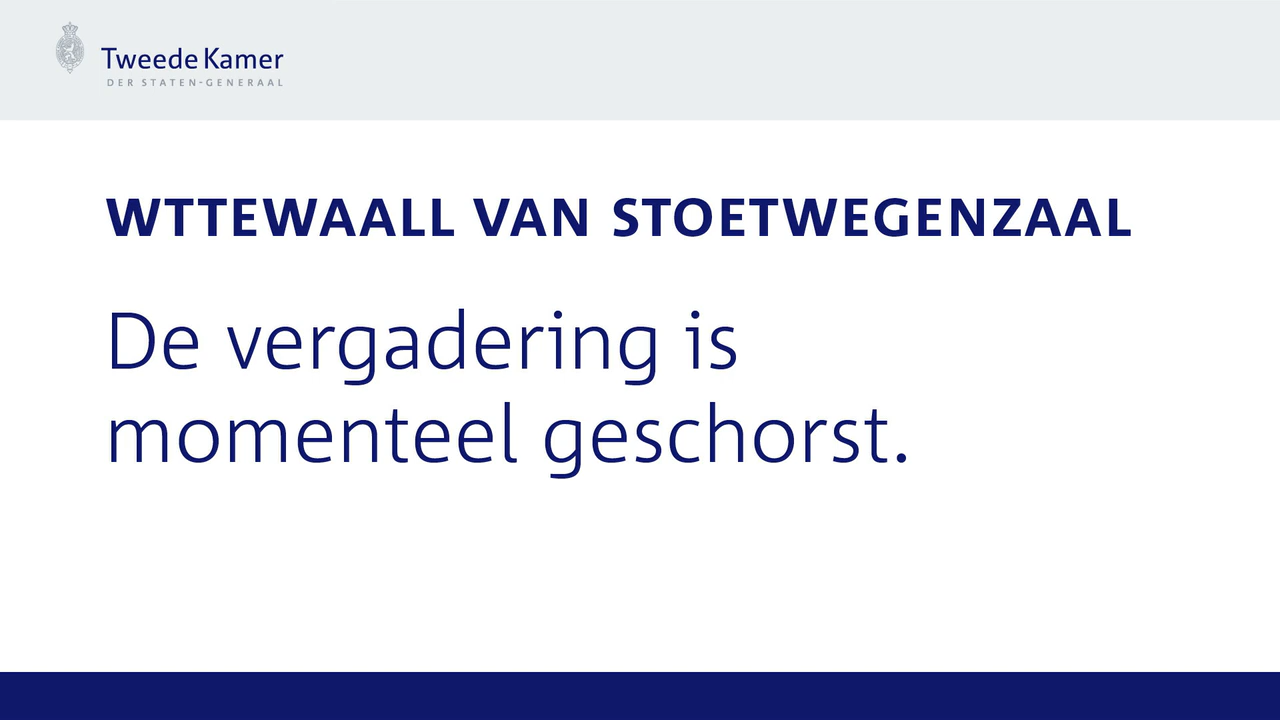 Tweede Kamer
DER STATEN-GENERAAL
WTTEWAALL VAN STOETWEGENZAAL
De vergadering is
momenteel geschorst.